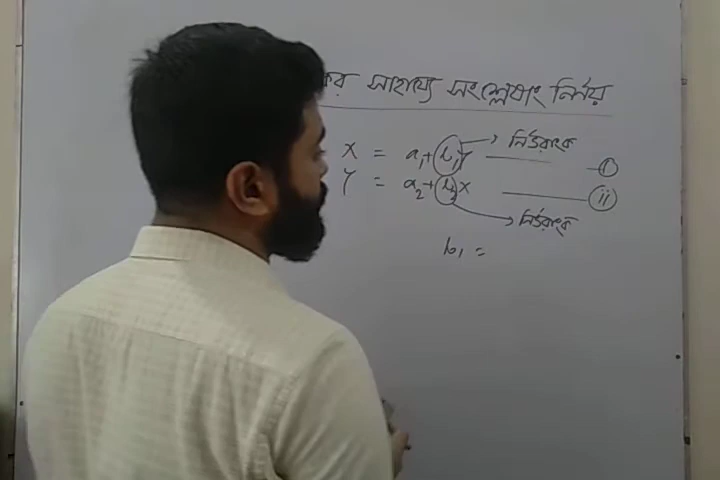 সাহায্যে সংশ্লেষাংক নির্ণয়
X = a₁ + b₁Y → নির্ভরাংক — (i)
Y = a₂ + b₂X — (ii)
→ নির্ভরাংক
b₁ =